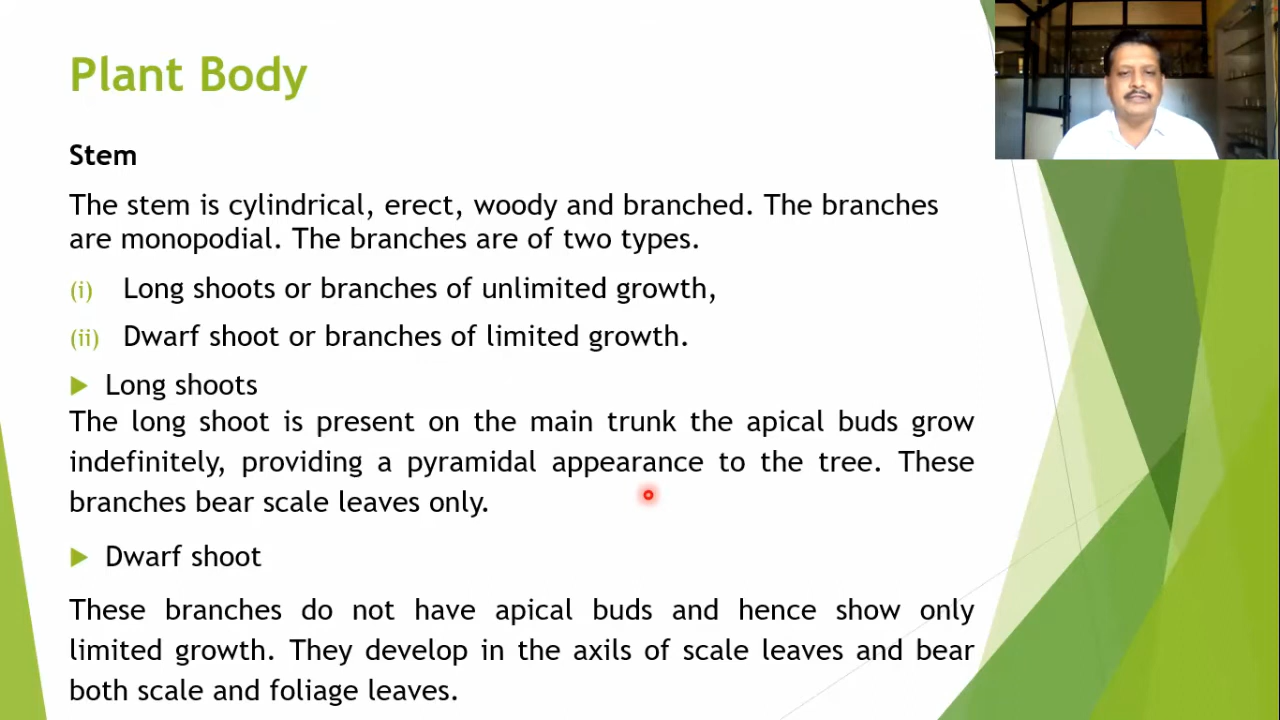 Plant Body
Stem
The stem is cylindrical, erect, woody and branched. The branches
are monopodial. The branches are of two types.
(i) Long shoots or branches of unlimited growth,
(ii) Dwarf shoot or branches of limited growth.
Long shoots
The long shoot is present on the main trunk the apical buds grow
indefinitely, providing a pyramidal appearance to the tree. These
branches bear scale leaves only.
Dwarf shoot
These branches do not have apical buds and hence show only
limited growth. They develop in the axils of scale leaves and bear
both scale and foliage leaves.